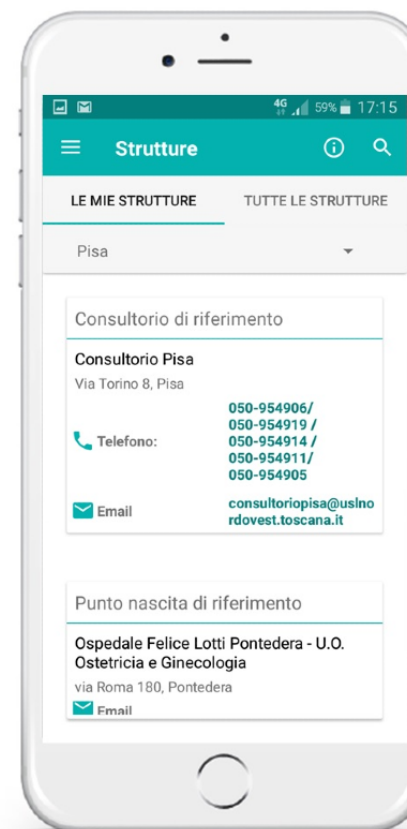 4G 59% 17:15
Strutture
LE MIE STRUTTURE TUTTE LE STRUTTURE
Pisa
Consultorio di riferimento
Consultorio Pisa
Via Torino 8, Pisa
Telefono:
050-954906/
050-954919 /
050-954914 /
050-954911/
050-954905
Email
consultoriopisa@uslno
rdovest.toscana.it
Punto nascita di riferimento
Ospedale Felice Lotti Pontedera - U.O.
Ostetricia e Ginecologia
via Roma 180, Pontedera
Email